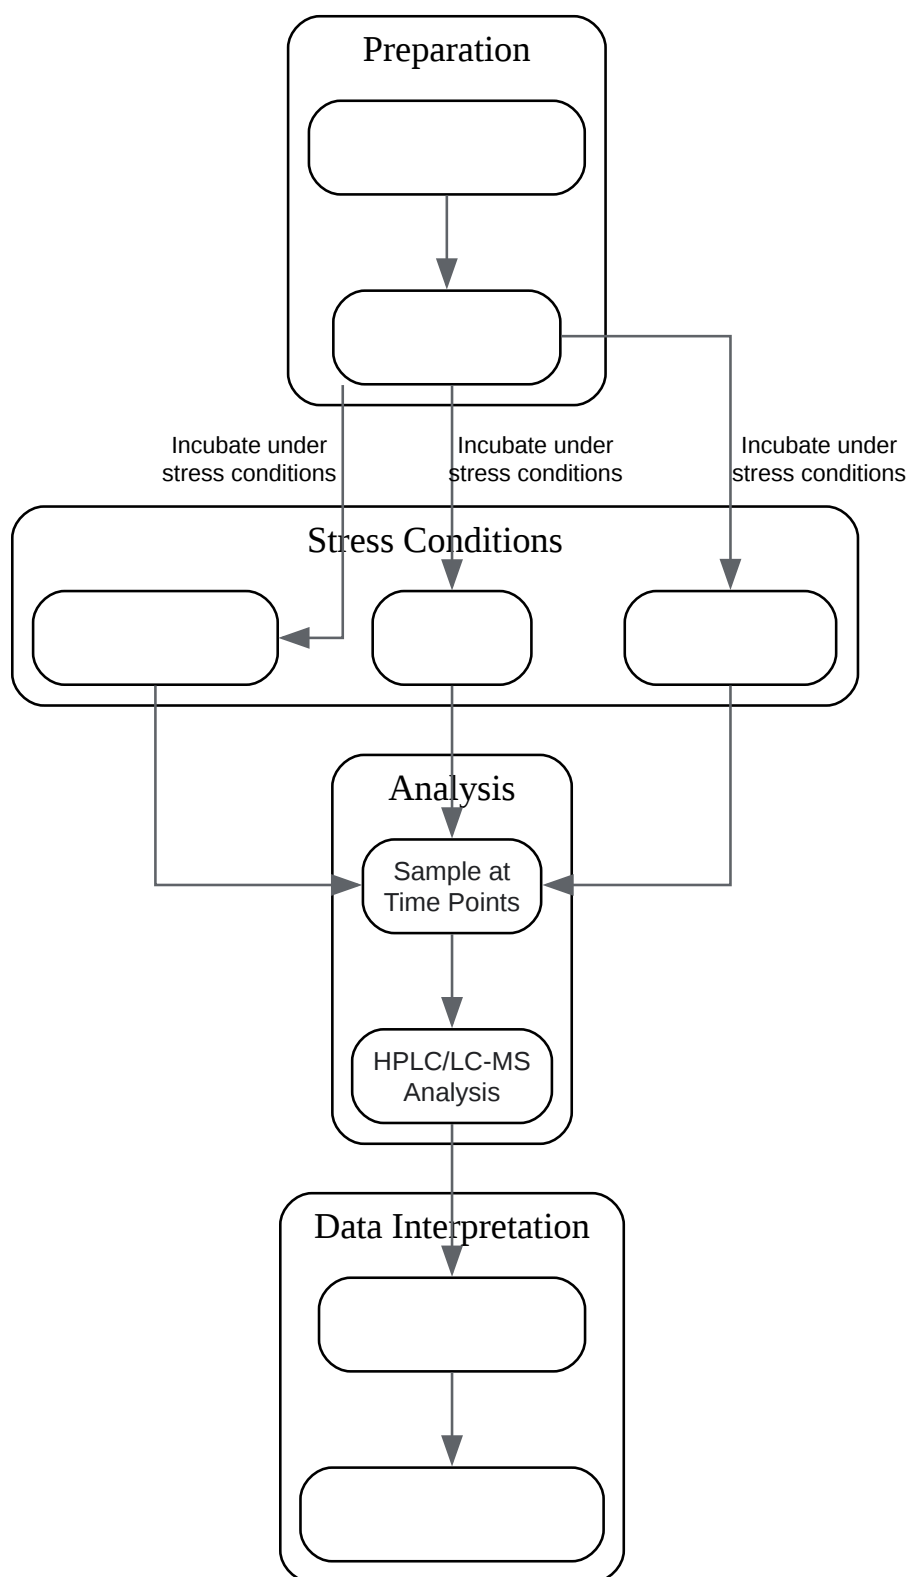 Preparation
Incubate under
stress conditions
Incubate under
stress conditions
Incubate under
stress conditions
Stress Conditions
Analysis
Sample at
Time Points
HPLC/LC-MS
Analysis
Data Interpretation